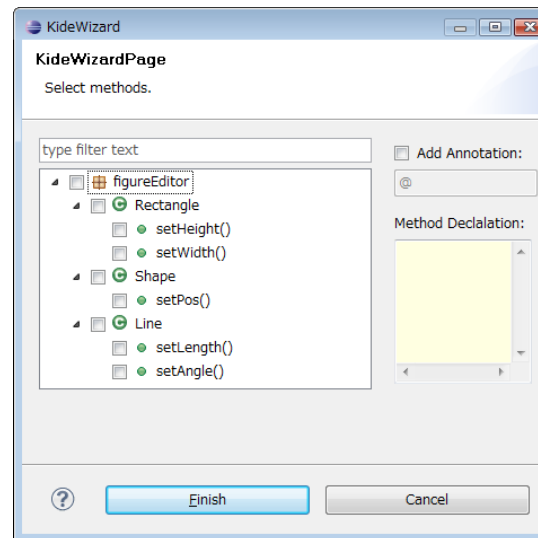 KideWizard
KideWizardPage
Select methods.
type filter text
figureEditor
Rectangle
setHeight()
setWidth()
Shape
setPos()
Line
setLength()
setAngle()
Add Annotation:
@
Method Declalation:
?
Finish
Cancel